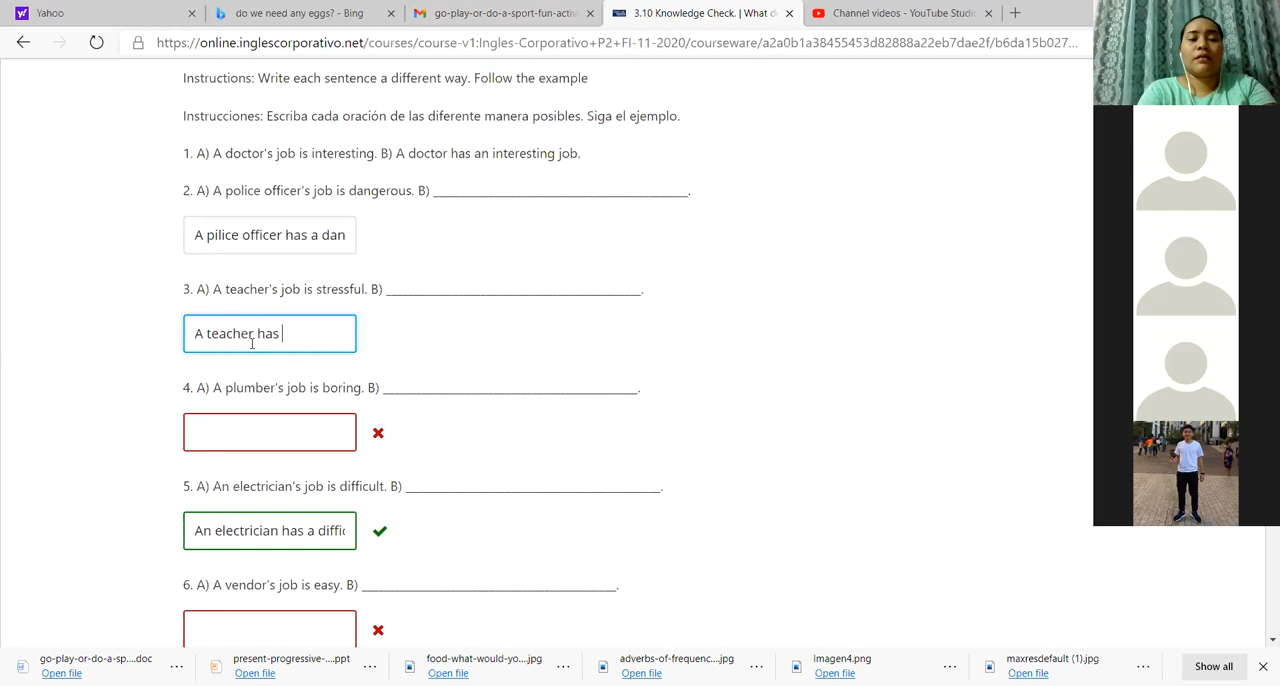 Yahoo
do we need any eggs? - Bing
go-play-or-do-a-sport-fun-activi
3.10 Knowledge Check. | What d
Channel videos - YouTube Studio
https://online.inglescorporativo.net/courses/course-v1:Ingles-Corporativo+P2+FI-11-2020/courseware/a2a0b1a38455453d82888a22eb7dae2f/b6da15b027...
Instructions: Write each sentence a different way. Follow the example
Instrucciones: Escriba cada oración de las diferente manera posibles. Siga el ejemplo.
1. A) A doctor's job is interesting. B) A doctor has an interesting job.
2. A) A police officer's job is dangerous. B) ______________________________________.
A pilice officer has a dan
3. A) A teacher's job is stressful. B) ______________________________________.
A teacher has
4. A) A plumber's job is boring. B) ______________________________________.
5. A) An electrician's job is difficult. B) ______________________________________.
An electrician has a diffic
6. A) A vendor's job is easy. B) ______________________________________.
go-play-or-do-a-sp....doc
Open file
present-progressive-....ppt
Open file
food-what-would-yo...jpg
Open file
adverbs-of-frequenc...jpg
Open file
Imagen4.png
Open file
maxresdefault (1).jpg
Open file
Show all